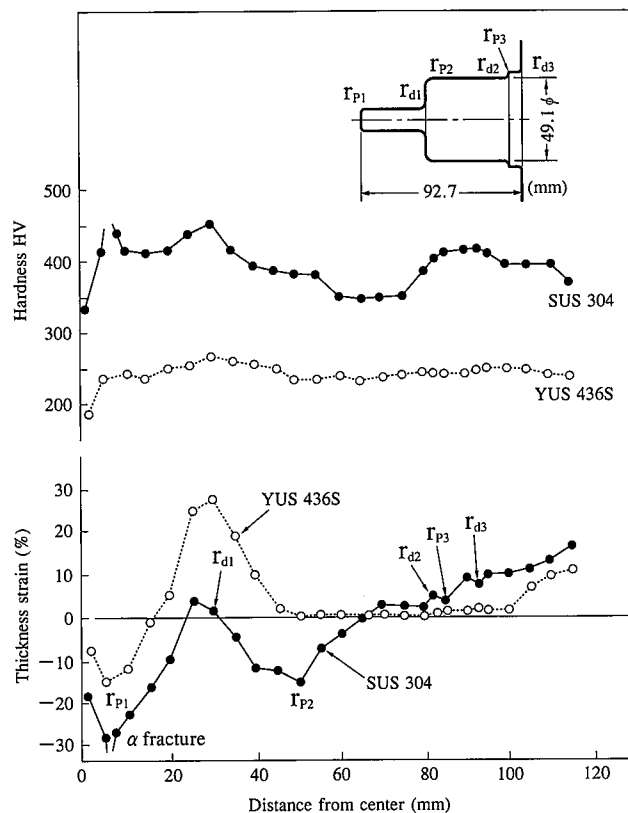 r_P3
r_P1 r_d1 r_P2 r_d2 r_d3
49.1 φ
92.7 (mm)
Hardness HV
500
400
300
250
200
SUS 304
YUS 436S
Thickness strain (%)
30
20
10
0
−10
−20
−30
YUS 436S
r_d1
r_d2
r_P3
r_d3
r_P1
r_P2
SUS 304
α fracture
0 20 40 60 80 100 120
Distance from center (mm)